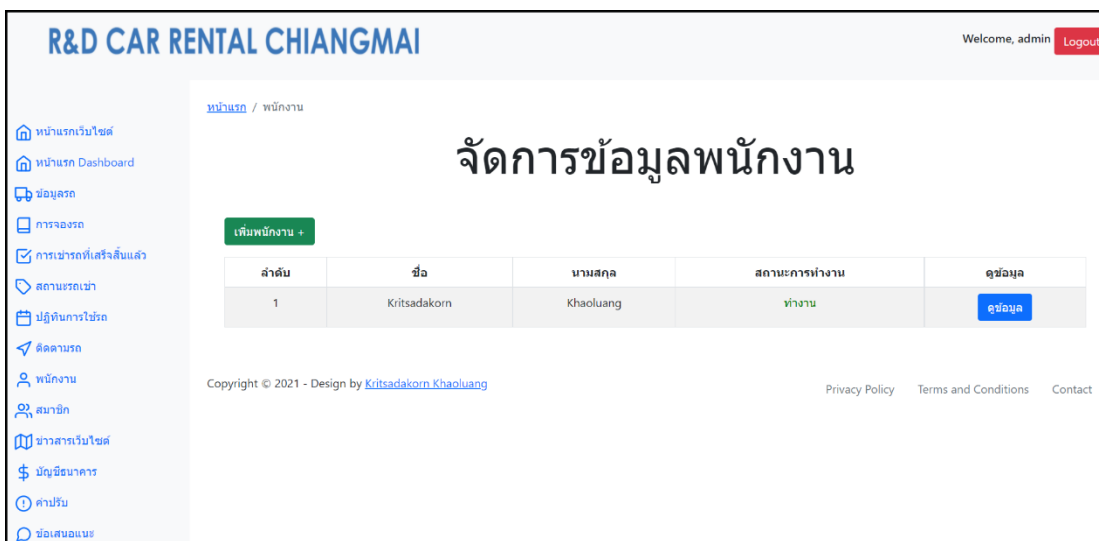 R&D CAR RENTAL CHIANGMAI
Welcome, admin Logout
หน้าแรก / พนักงาน
หน้าแรกเว็บไซต์
หน้าแรก Dashboard
ข้อมูลรถ
การจองรถ
การเช่ารถที่เสร็จสิ้นแล้ว
สถานะรถเช่า
ปฏิทินการใช้รถ
ติดตามรถ
พนักงาน
สมาชิก
ข่าวสารเว็บไซต์
บัญชีธนาคาร
ค่าปรับ
ข้อเสนอแนะ
จัดการข้อมูลพนักงาน
เพิ่มพนักงาน +
ลำดับ ชื่อ นามสกุล สถานะการทำงาน ดูข้อมูล
1 Kritsadakorn Khaoluang ทำงาน ดูข้อมูล
Copyright © 2021 - Design by Kritsadakorn Khaoluang
Privacy Policy Terms and Conditions Contact